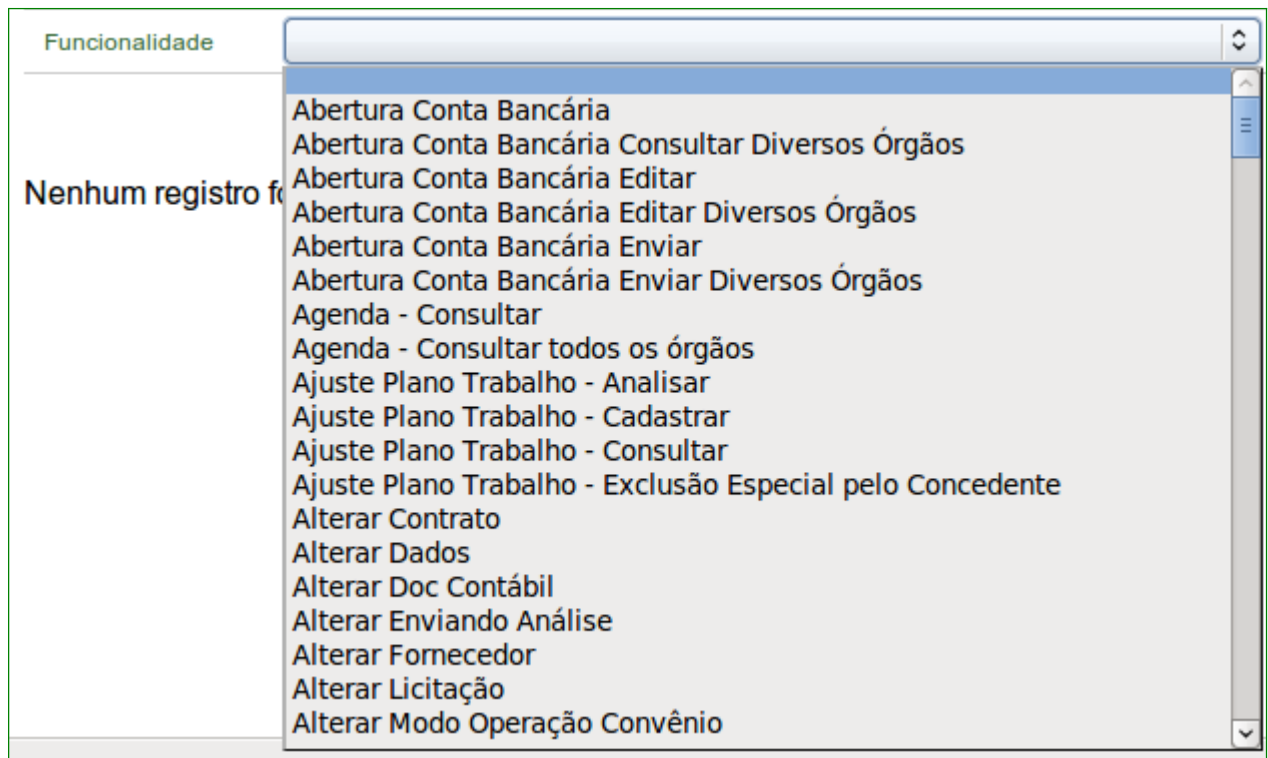 Funcionalidade
Abertura Conta Bancária
Abertura Conta Bancária Consultar Diversos Órgãos
Abertura Conta Bancária Editar
Nenhum registro
Abertura Conta Bancária Editar Diversos Órgãos
Abertura Conta Bancária Enviar
Abertura Conta Bancária Enviar Diversos Órgãos
Agenda - Consultar
Agenda - Consultar todos os órgãos
Ajuste Plano Trabalho - Analisar
Ajuste Plano Trabalho - Cadastrar
Ajuste Plano Trabalho - Consultar
Ajuste Plano Trabalho - Exclusão Especial pelo Concedente
Alterar Contrato
Alterar Dados
Alterar Doc Contábil
Alterar Enviando Análise
Alterar Fornecedor
Alterar Licitação
Alterar Modo Operação Convênio